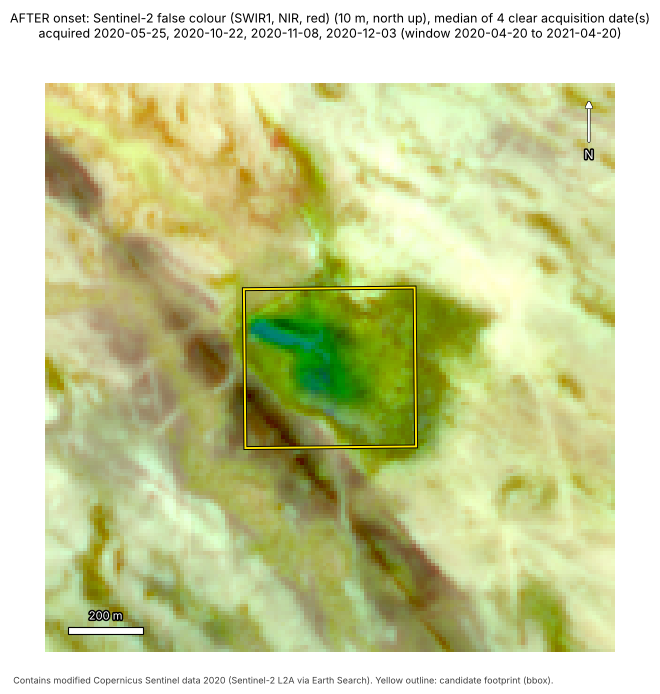 AFTER onset: Sentinel-2 false colour (SWIR1, NIR, red) (10 m, north up), median of 4 clear acquisition date(s)
acquired 2020-05-25, 2020-10-22, 2020-11-08, 2020-12-03 (window 2020-04-20 to 2021-04-20)
N
200 m
Contains modified Copernicus Sentinel data 2020 (Sentinel-2 L2A via Earth Search). Yellow outline: candidate footprint (bbox).